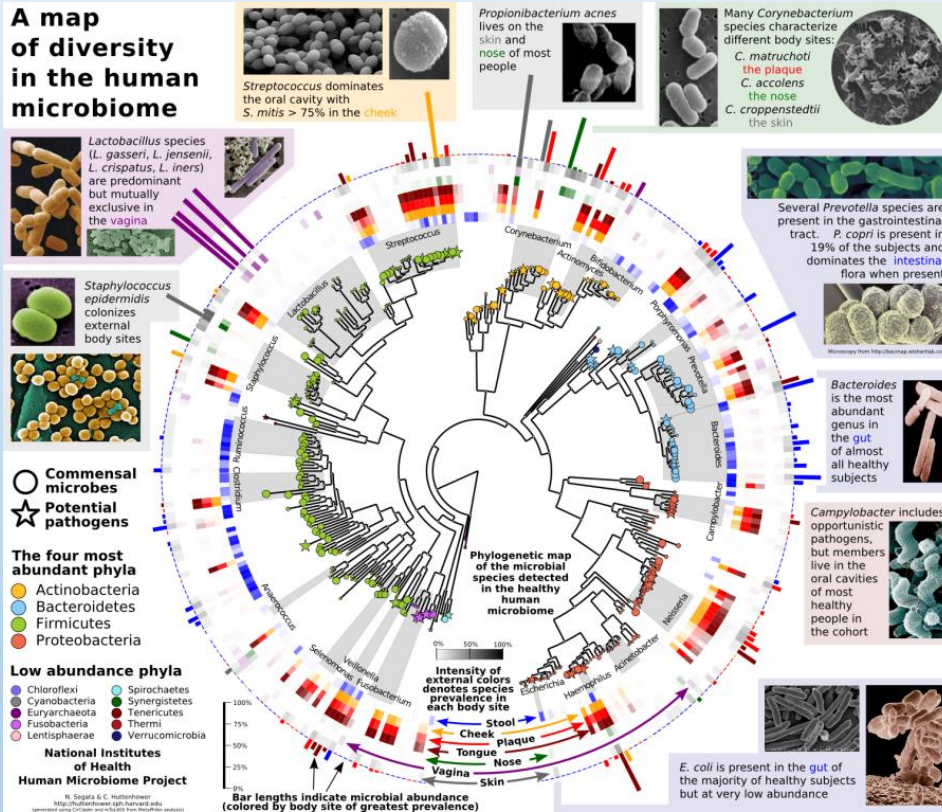 A map
of diversity
in the human
microbiome
Streptococcus dominates
the oral cavity with
S. mitis > 75% in the cheek
Propionibacterium acnes
lives on the
skin and
nose of most
people
Many Corynebacterium
species characterize
different body sites:
C. matruchoti
the plaque
C. accolens
the nose
C. croppenstedtii
the skin
Lactobacillus species
(L. gasseri, L. jensenii,
L. crispatus, L. iners)
are predominant
but mutually
exclusive in
the vagina
Several Prevotella species are
present in the gastrointestina
tract. P. copri is present in
19% of the subjects and
dominates the intestina
flora when present
Microscopy from http://bacmap.wishartlab.co
Staphylococcus
epidermidis
colonizes
external
body sites
Bacteroides
is the most
abundant
genus in
the gut
of almost
all healthy
subjects
Campylobacter includes
opportunistic
pathogens,
but members
live in the
oral cavities
of most
healthy
people in
the cohort
E. coli is present in the gut of
the majority of healthy subjects
but at very low abundance
Streptococcus
Corynebacterium
Actinomyces
Bifidobacterium
Porphyromonas
Prevotella
Bacteroides
Campylobacter
Neisseria
Acinetobacter
Haemophilus
Escherichia
Fusobacterium
Veillonella
Selenomonas
Anaerococcus
Clostridium
Ruminococcus
Staphylococcus
Lactobacillus
Phylogenetic map
of the microbial
species detected
in the healthy
human
microbiome
0% 50% 100%
Intensity of
external colors
denotes species
prevalence in
each body site
Stool
Cheek
Plaque
Tongue
Nose
Vagina
Skin
100%
75%
50%
25%
0%
Bar lengths indicate microbial abundance
(colored by body site of greatest prevalence)
Commensal
microbes
Potential
pathogens
The four most
abundant phyla
Actinobacteria
Bacteroidetes
Firmicutes
Proteobacteria
Low abundance phyla
Chloroflexi
Cyanobacteria
Euryarchaeota
Fusobacteria
Lentisphaerae
Spirochaetes
Synergistetes
Tenericutes
Thermi
Verrucomicrobia
National Institutes
of Health
Human Microbiome Project
N. Segata & C. Huttenhower
http://huttenhower.sph.harvard.edu